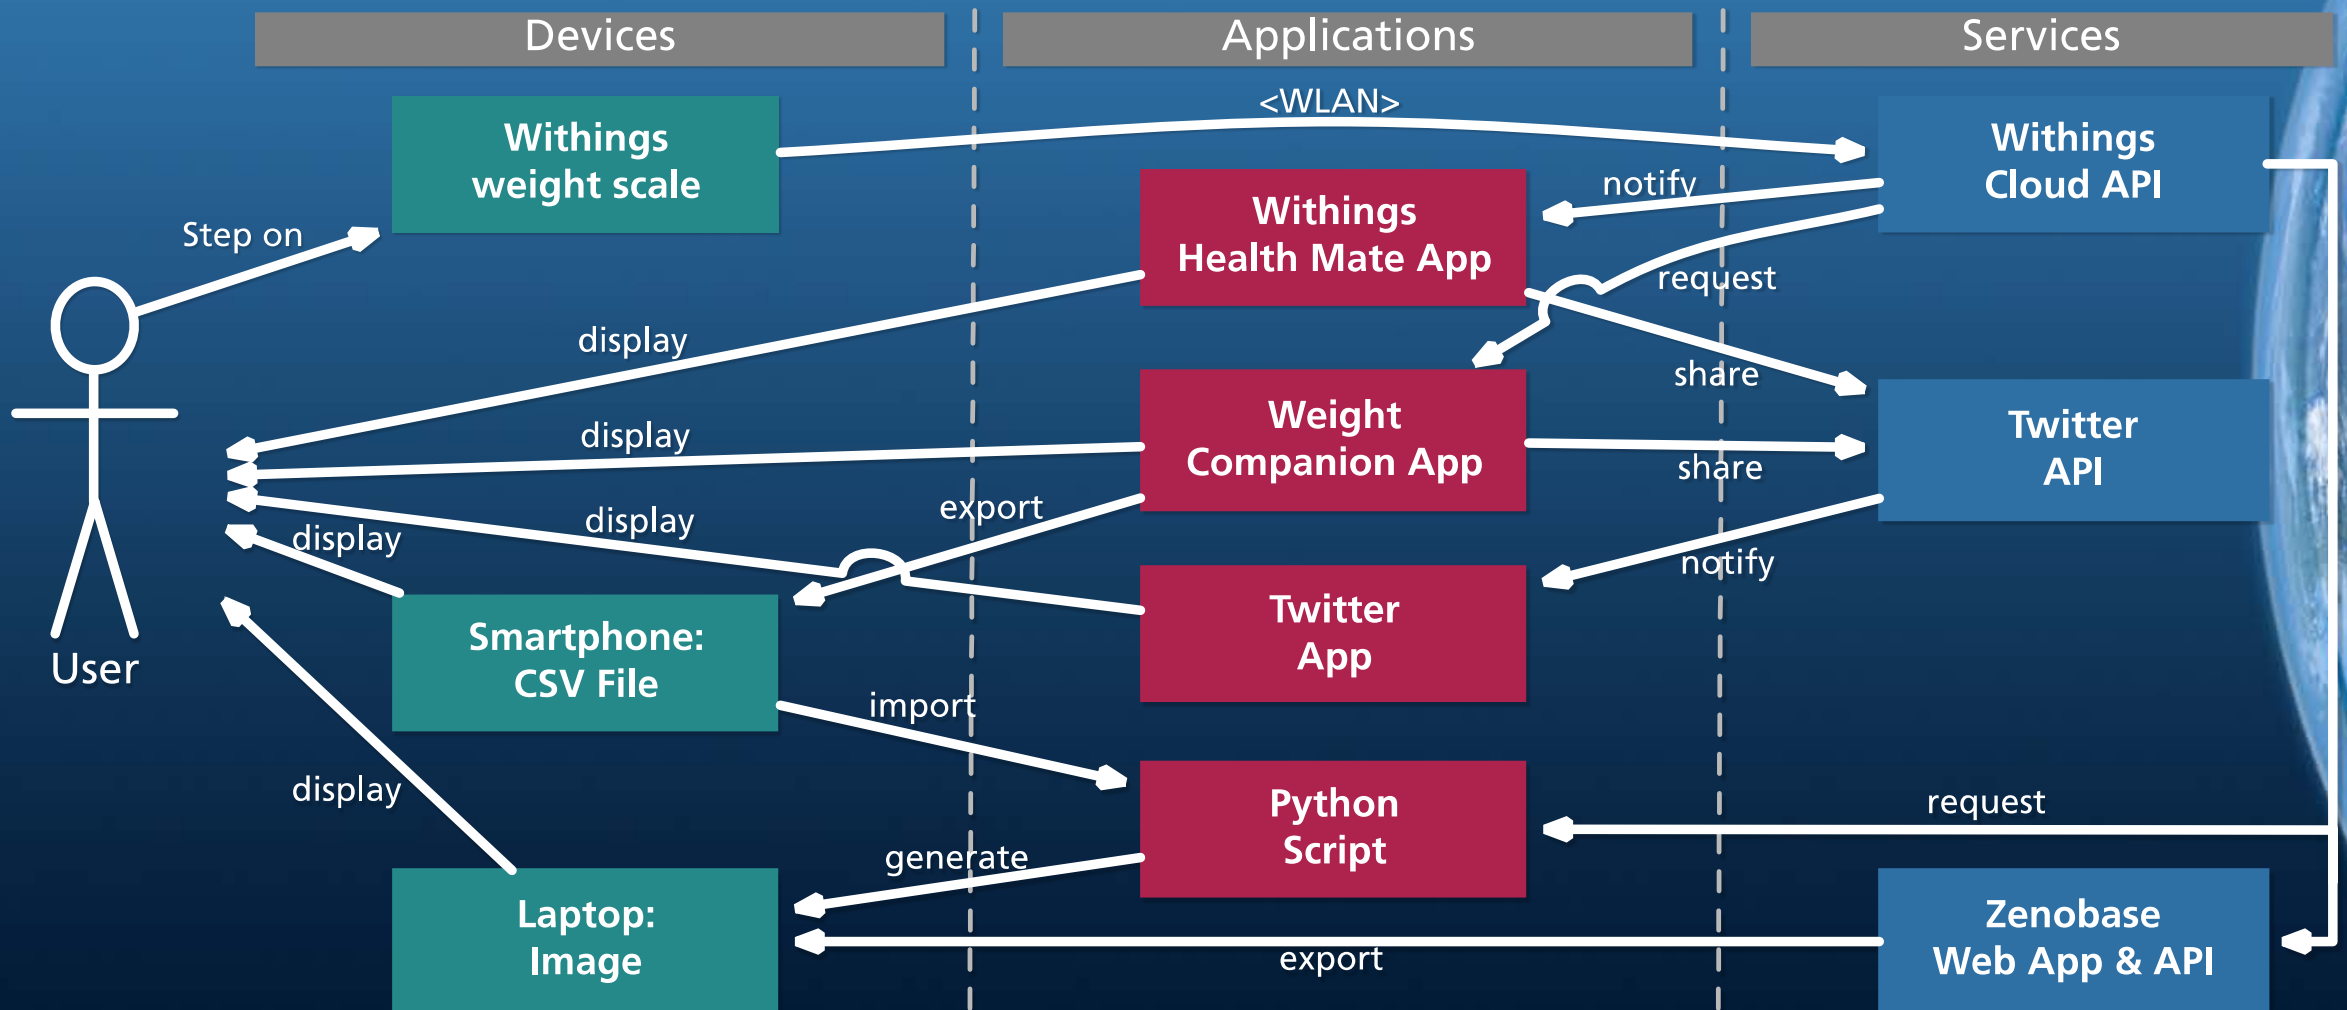 Devices
Applications
Services
<WLAN>
Withings
weight scale
Withings
Cloud API
notify
Withings
Health Mate App
Step on
request
display
share
display
Weight
Companion App
Twitter
API
share
export
display
display
notify
Twitter
App
Smartphone:
CSV File
User
import
display
Python
Script
request
generate
Laptop:
Image
export
Zenobase
Web App & API